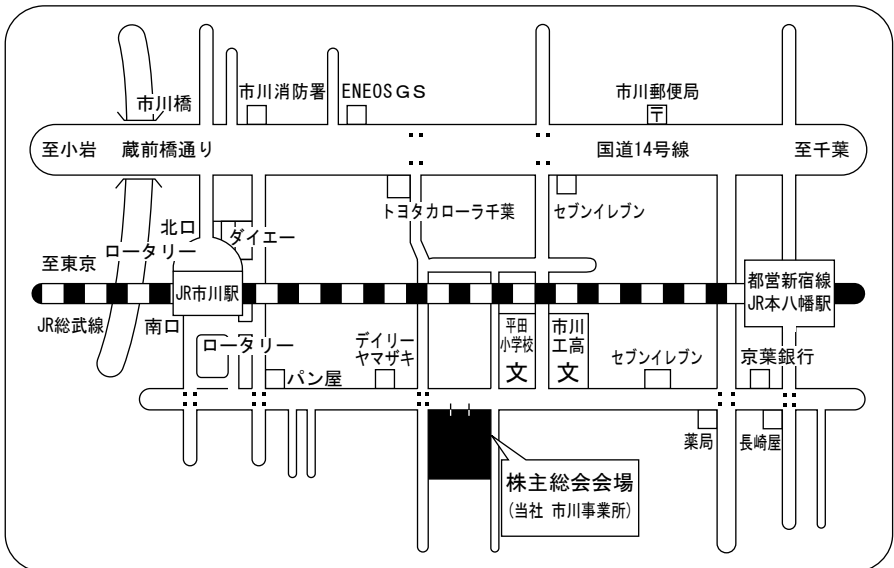 市川橋
市川消防署
ENEOSGS
市川郵便局
〒
至小岩
蔵前橋通り
国道14号線
至千葉
トヨタカローラ千葉
セブンイレブン
北口
ロータリー
ダイエー
至東京
JR市川駅
都営新宿線
JR本八幡駅
JR総武線
南口
ロータリー
パン屋
デイリー
ヤマザキ
平田
小学校
文
市川
工高
文
セブンイレブン
京葉銀行
薬局
長崎屋
株主総会会場
(当社 市川事業所)